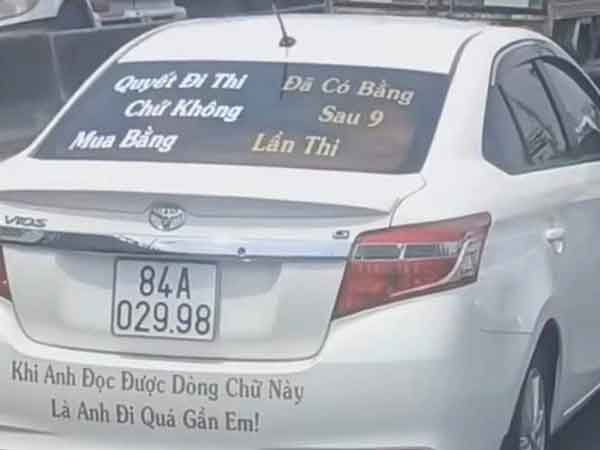 Quyết Đi Thi
Chứ Không
Mua Bằng
Đã Có Bằng
Sau 9
Lần Thi
VIOS
84A
029.98
Khi Anh Đọc Được Dòng Chữ Này
Là Anh Đi Quá Gần Em!